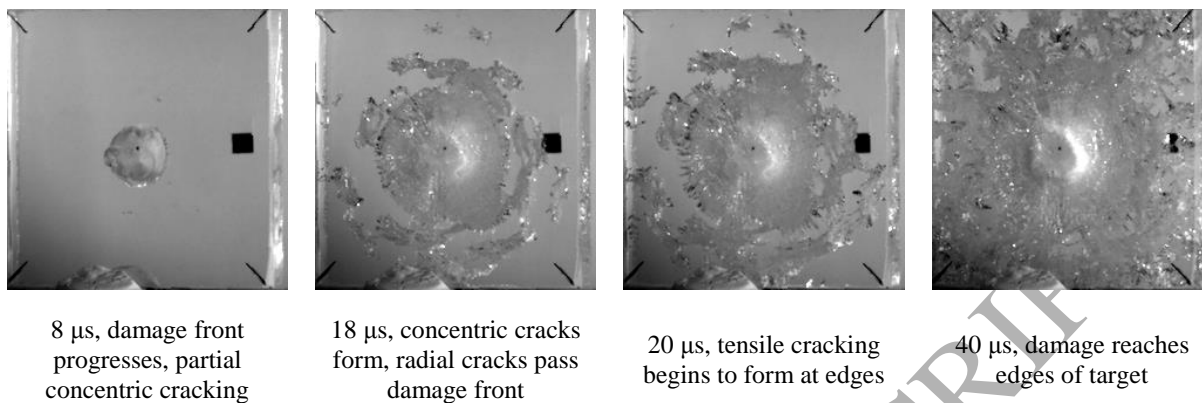 8 μs, damage front
progresses, partial
concentric cracking
18 μs, concentric cracks
form, radial cracks pass
damage front
20 μs, tensile cracking
begins to form at edges
40 μs, damage reaches
edges of target